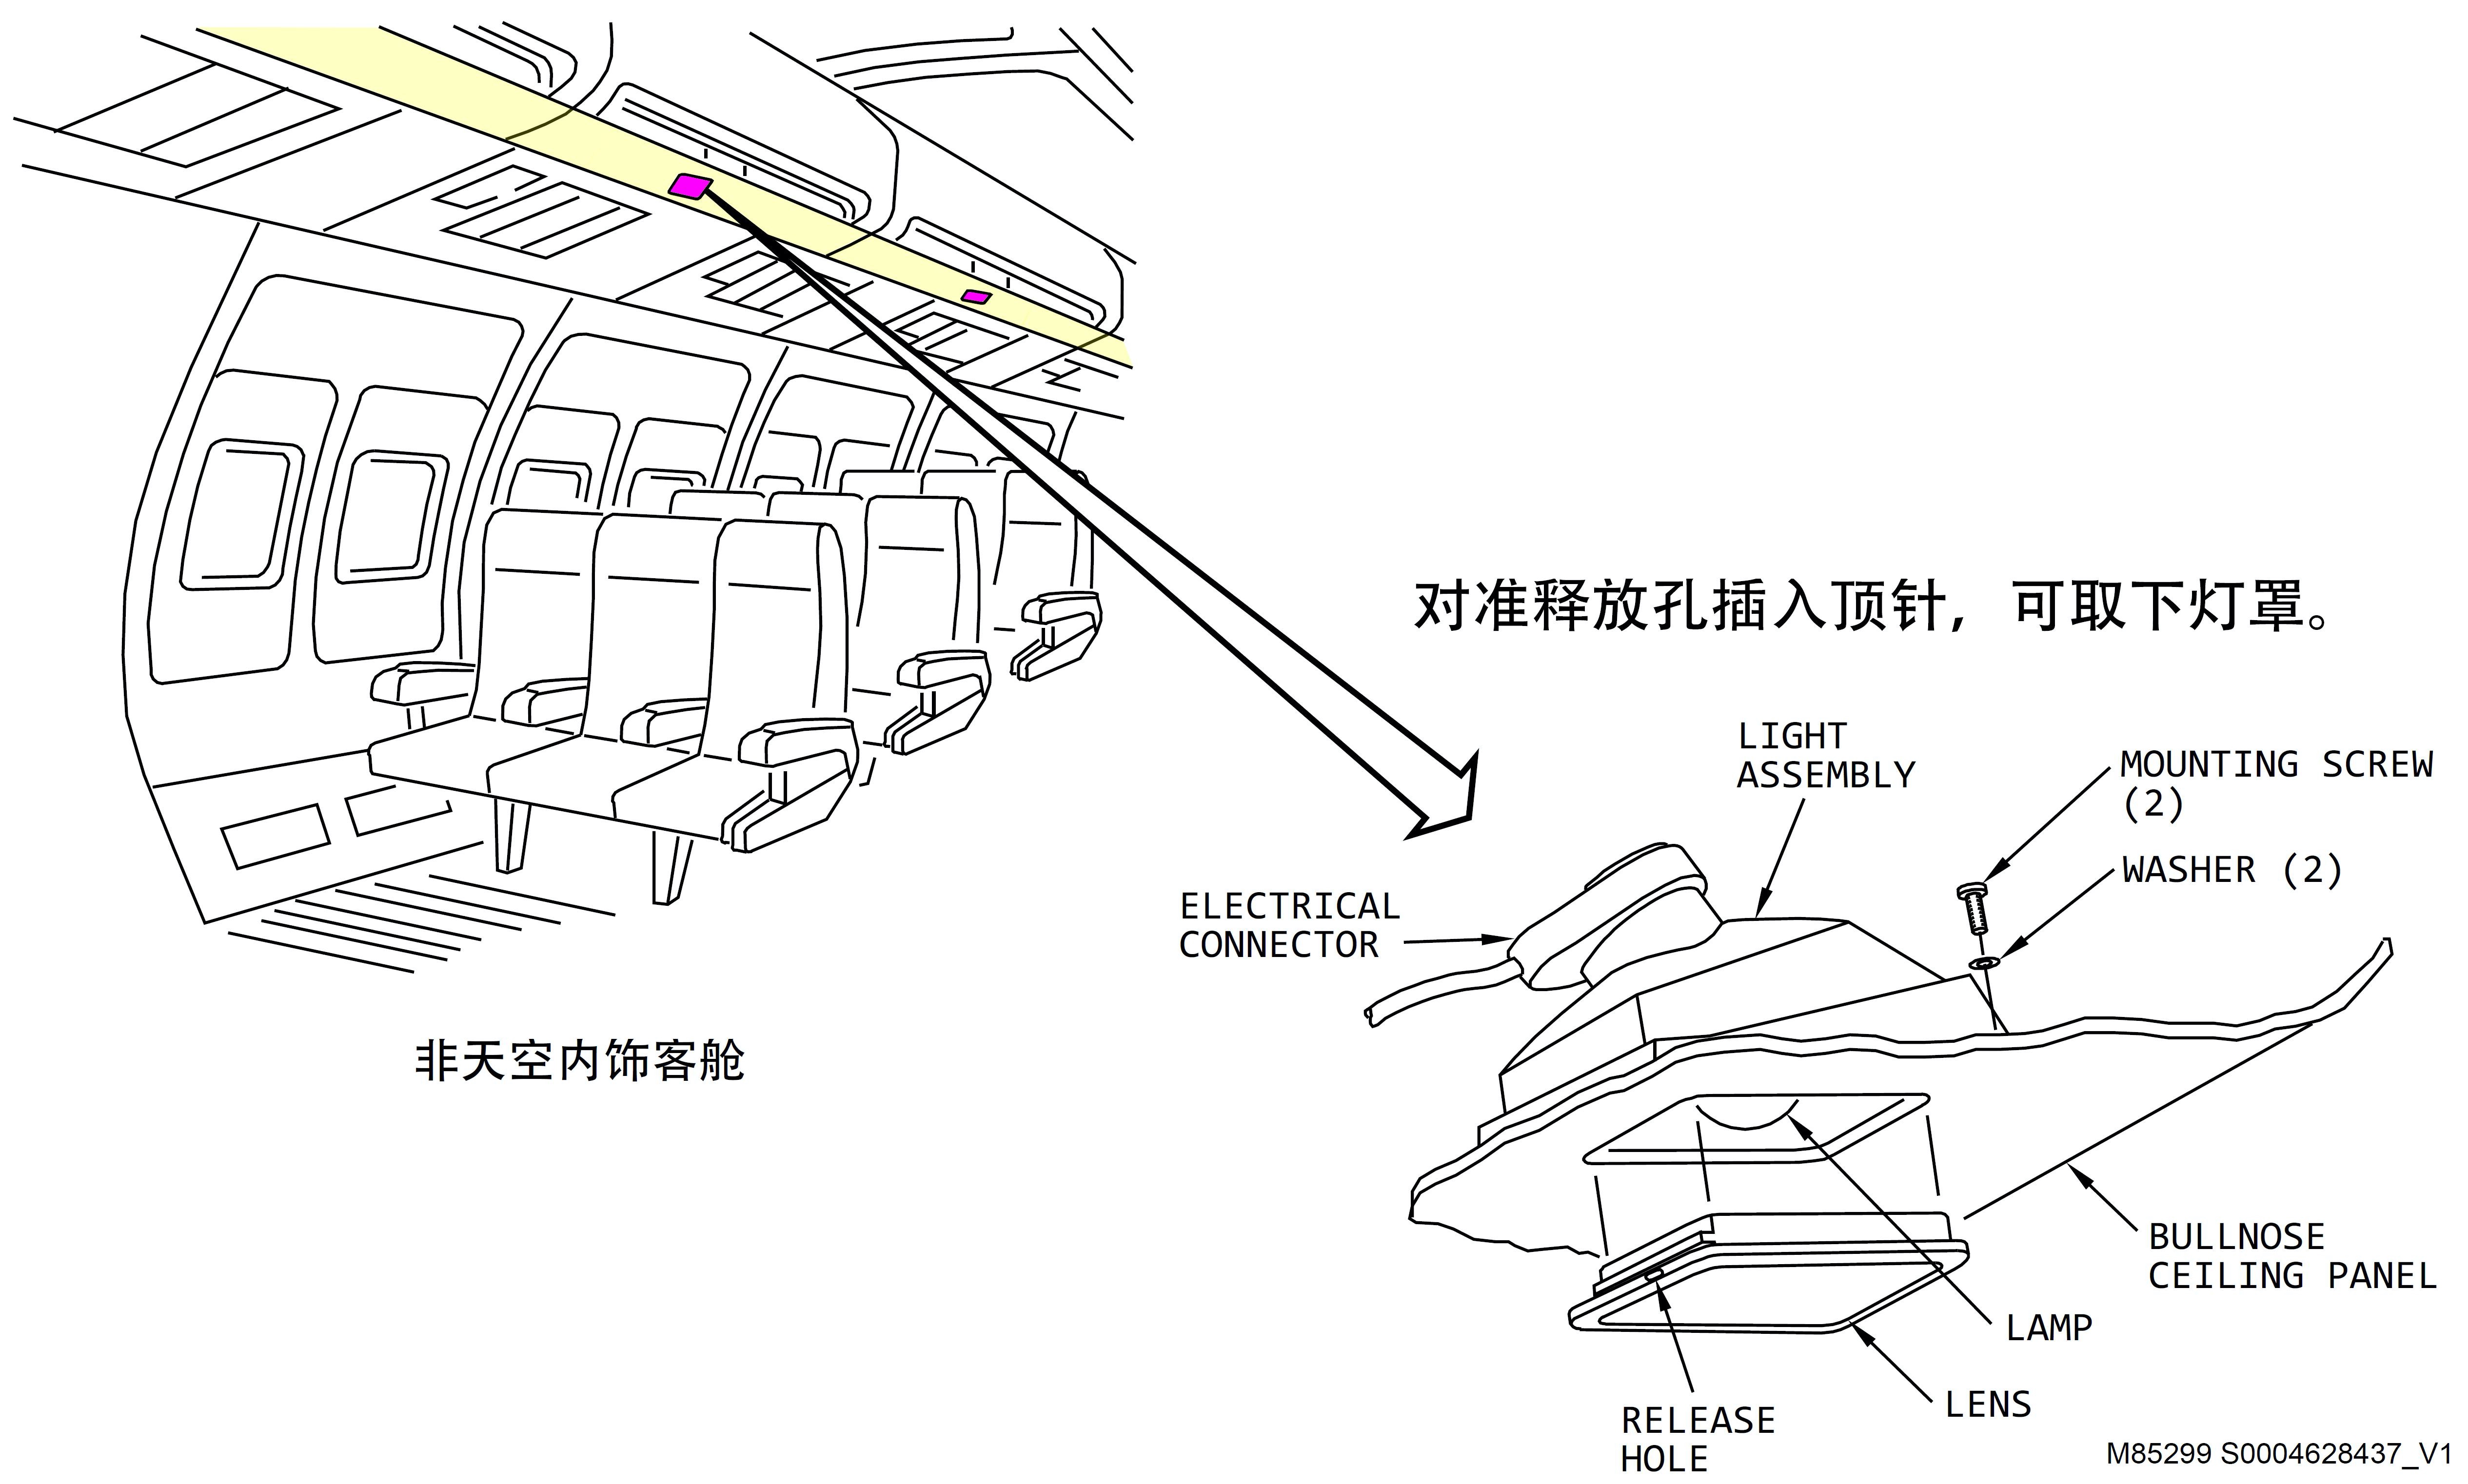 对准释放孔插入顶针，可取下灯罩。
LIGHT
ASSEMBLY
MOUNTING SCREW
(2)
WASHER (2)
ELECTRICAL
CONNECTOR
非天空内饰客舱
BULLNOSE
CEILING PANEL
LAMP
LENS
RELEASE
HOLE
M85299 S0004628437_V1